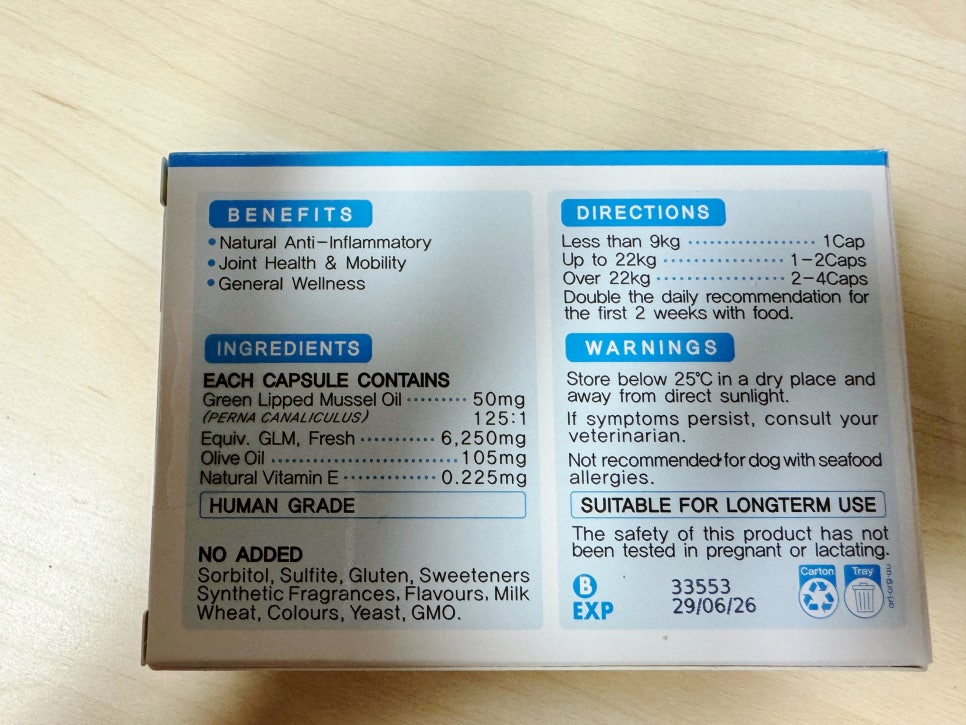 BENEFITS
• Natural Anti-Inflammatory
• Joint Health & Mobility
• General Wellness
INGREDIENTS
EACH CAPSULE CONTAINS
Green Lipped Mussel Oil ········· 50mg
(PERNA CANALICULUS) 125:1
Equiv. GLM, Fresh ··········· 6,250mg
Olive Oil ····························· 105mg
Natural Vitamin E ·············· 0.225mg
HUMAN GRADE
NO ADDED
Sorbitol, Sulfite, Gluten, Sweeteners
Synthetic Fragrances, Flavours, Milk
Wheat, Colours, Yeast, GMO.
DIRECTIONS
Less than 9kg ··················· 1Cap
Up to 22kg ·················· 1-2Caps
Over 22kg ··················· 2-4Caps
Double the daily recommendation for
the first 2 weeks with food.
WARNINGS
Store below 25℃ in a dry place and
away from direct sunlight.
If symptoms persist, consult your
veterinarian.
Not recommended for dog with seafood
allergies.
SUITABLE FOR LONGTERM USE
The safety of this product has not
been tested in pregnant or lactating.
B 33553
EXP 29/06/26
Carton
Tray
arl.org.au